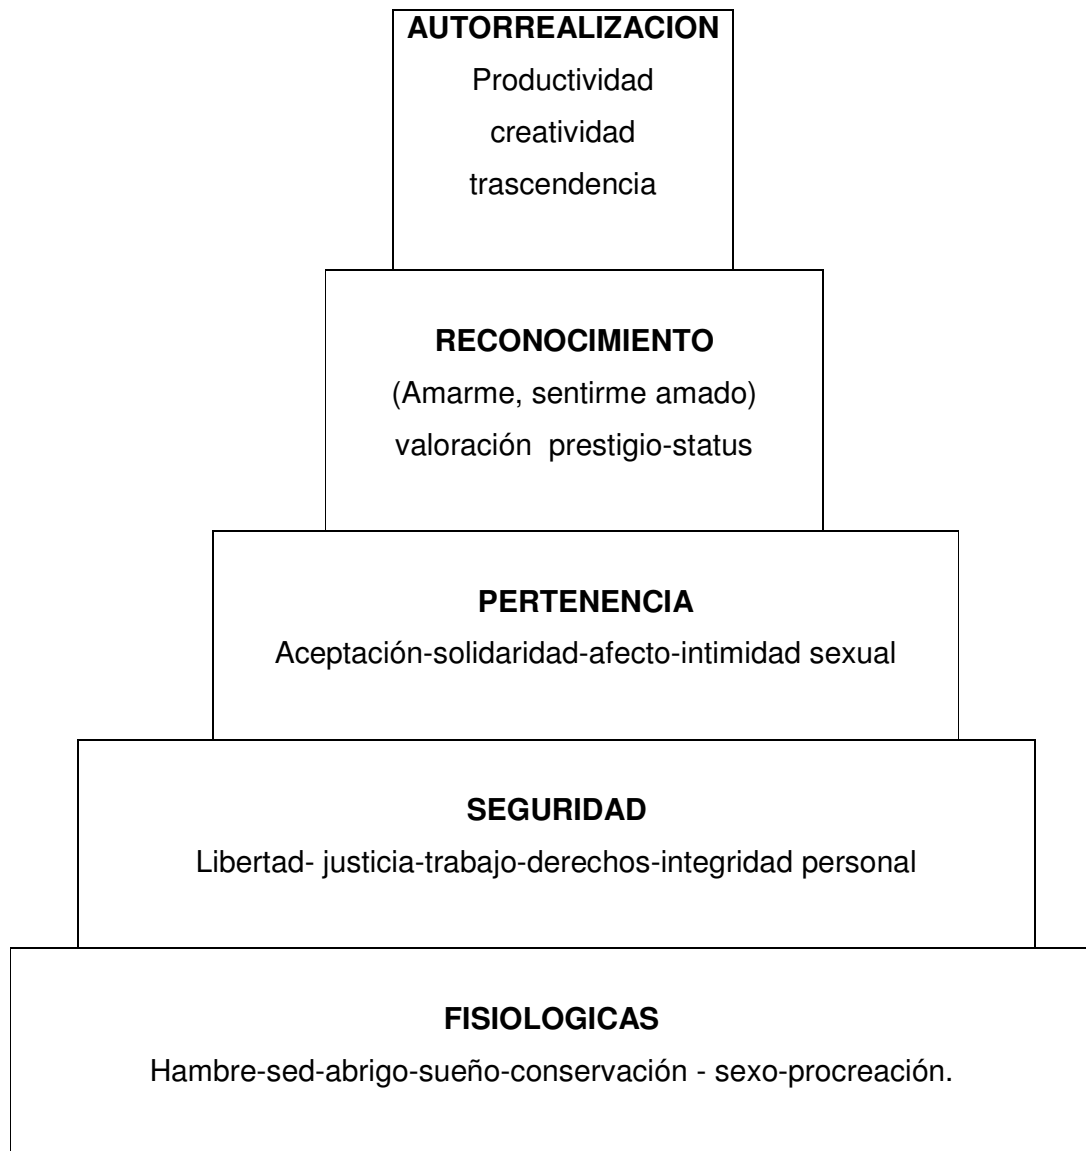 AUTORREALIZACION
Productividad
creatividad
trascendencia
RECONOCIMIENTO
(Amarme, sentirme amado)
valoración  prestigio-status
PERTENENCIA
Aceptación-solidaridad-afecto-intimidad sexual
SEGURIDAD
Libertad- justicia-trabajo-derechos-integridad personal
FISIOLOGICAS
Hambre-sed-abrigo-sueño-conservación - sexo-procreación.